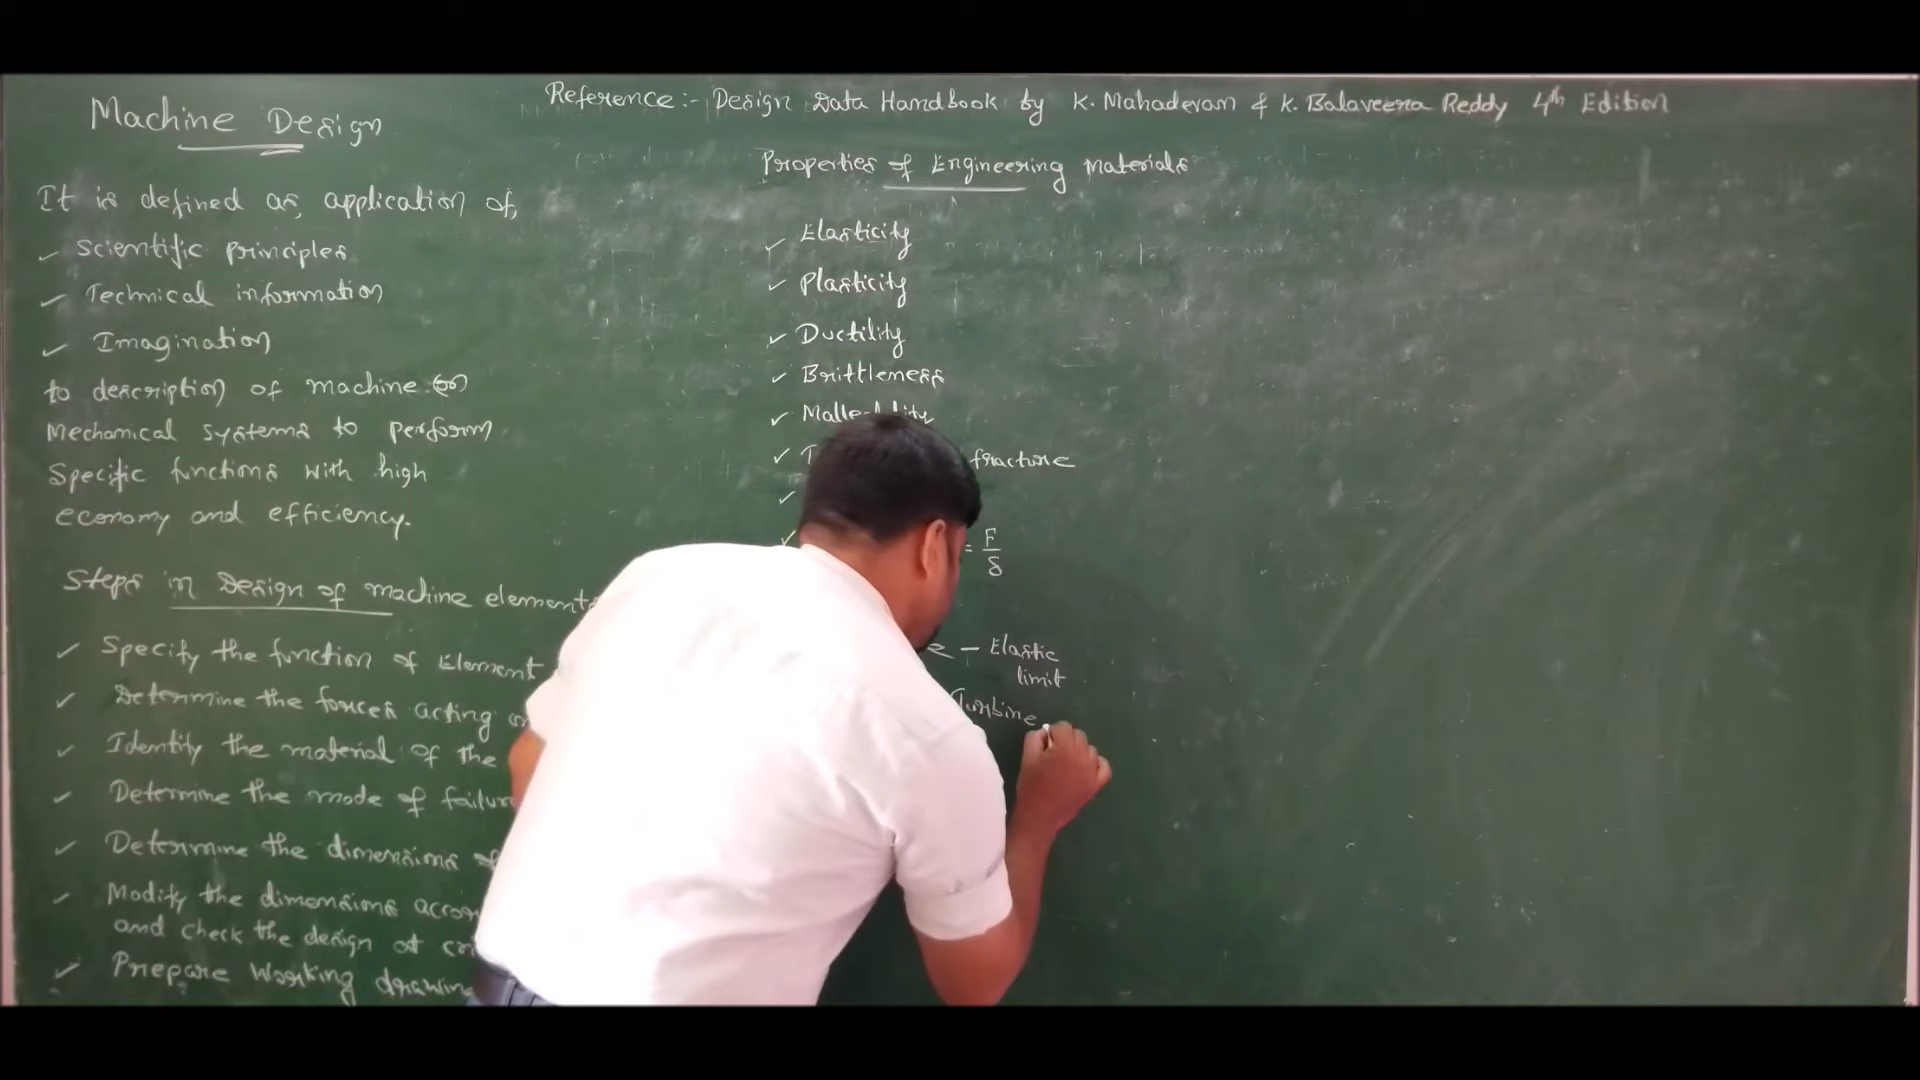 Machine Design
It is defined as, application of,
✓ Scientific principles
✓ Technical information
✓ Imagination
to description of machine (or)
Mechanical systems to perform
Specific functions with high
economy and efficiency.
Steps in Design of machine elements
✓ Specify the function of Element
✓ Determine the forces acting
✓ Identity the material of the
✓ Determine the mode of failure
✓ Determine the dimensions
✓ Modify the dimensions
and check the design at
✓ Prepare Working
Reference:- Design Data Handbook by K. Mahadevan & K. Balaveera Reddy 4th Edition
Properties of Engineering Materials
✓ Elasticity
✓ Plasticity
✓ Ductility
✓ Brittleness
✓
✓ fracture
✓
✓ = F/δ
– Elastic
limit
Turbine